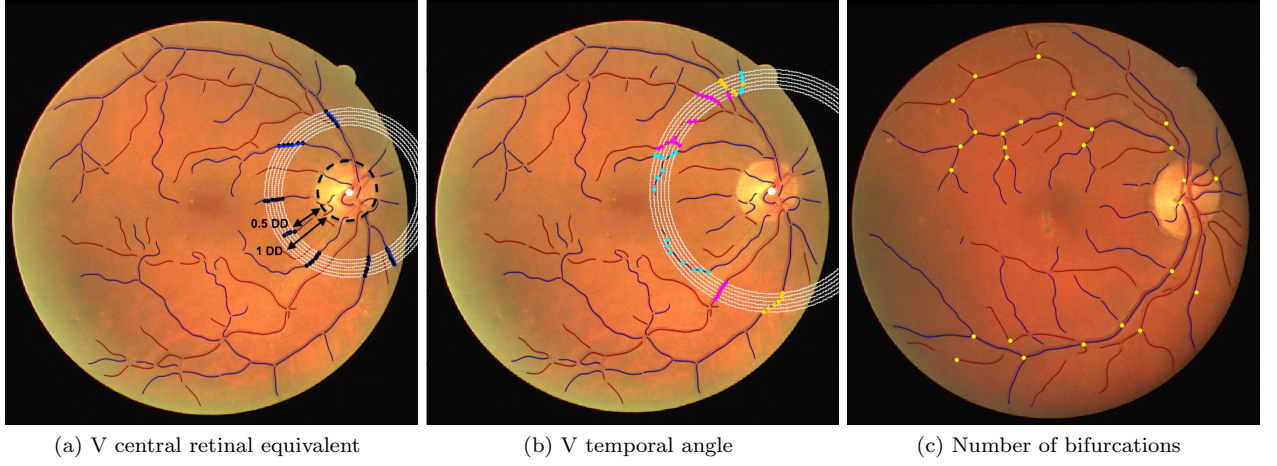 0.5 DD
1 DD
(a) V central retinal equivalent
(b) V temporal angle
(c) Number of bifurcations